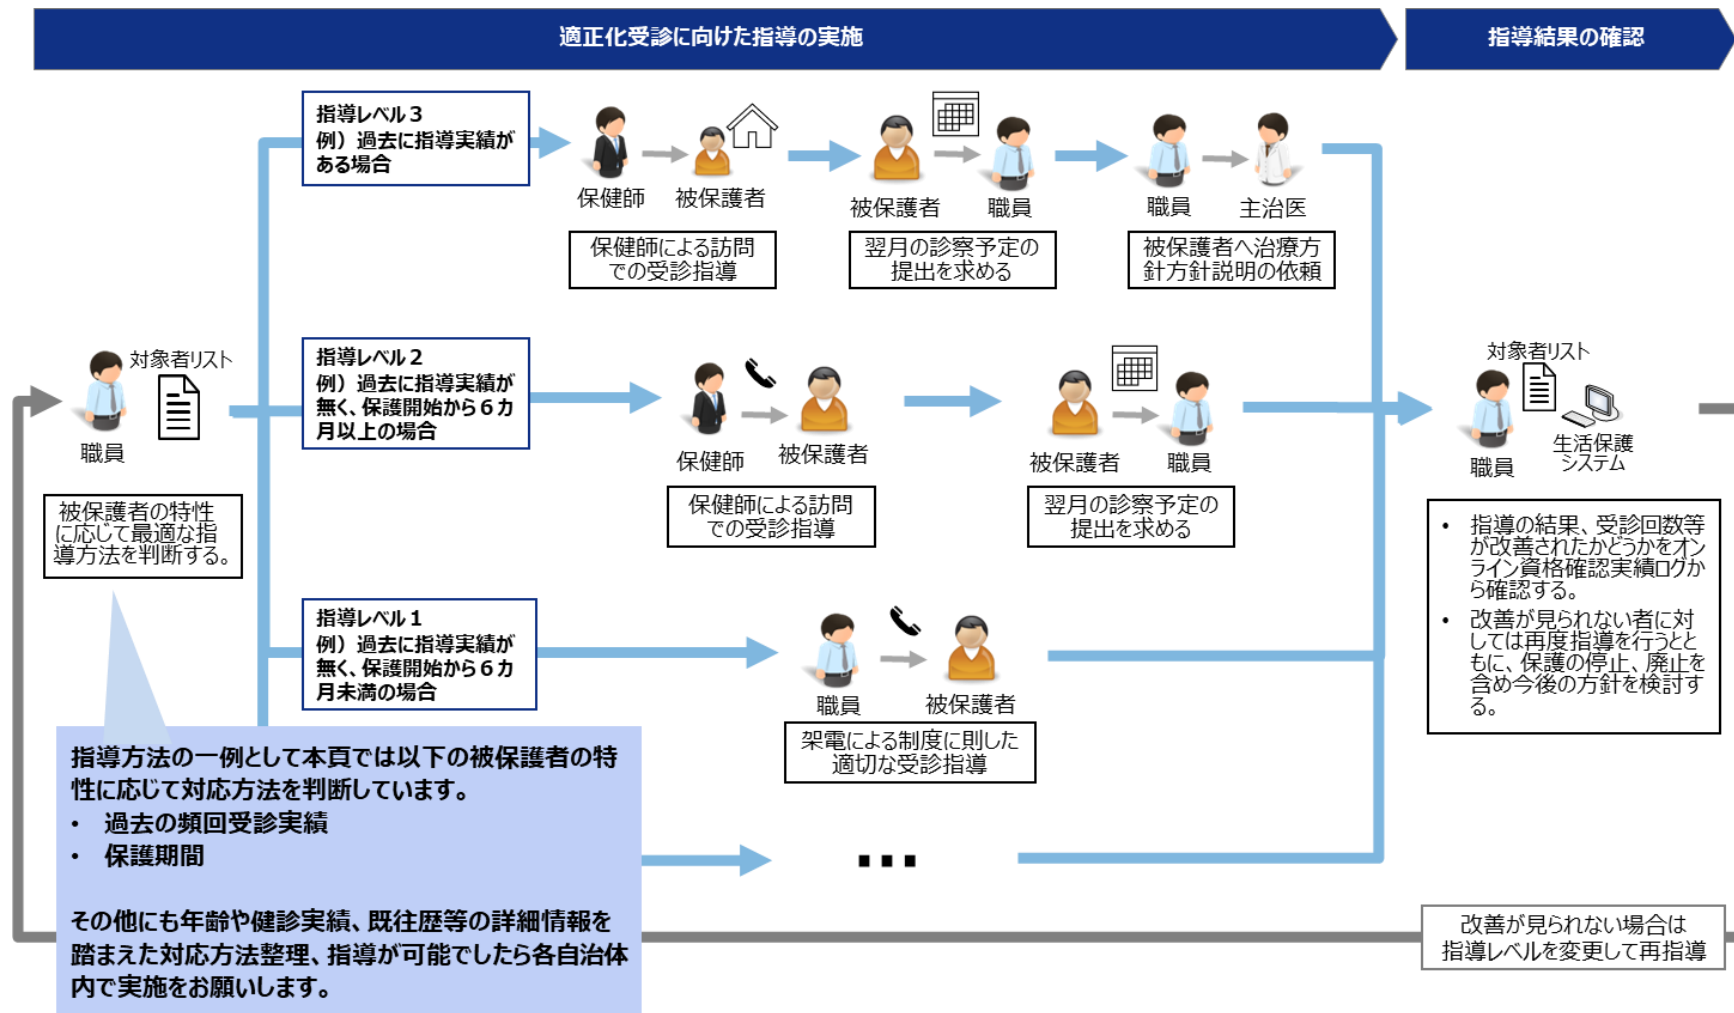 適正化受診に向けた指導の実施
指導結果の確認
指導レベル３
例）過去に指導実績が
ある場合
保健師
被保護者
保健師による訪問
での受診指導
被保護者
職員
翌月の診察予定の
提出を求める
職員
主治医
被保護者へ治療方
針方針説明の依頼
対象者リスト
職員
被保護者の特性
に応じて最適な指
導方法を判断する。
指導レベル２
例）過去に指導実績が
無く、保護開始から６カ
月以上の場合
保健師
被保護者
保健師による訪問
での受診指導
被保護者
職員
翌月の診察予定の
提出を求める
指導レベル１
例）過去に指導実績が
無く、保護開始から６カ
月未満の場合
職員
被保護者
架電による制度に則した
適切な受診指導
…
対象者リスト
職員
生活保護
システム
• 指導の結果、受診回数等
が改善されたかどうかをオン
ライン資格確認実績ログか
ら確認する。
• 改善が見られない者に対
しては再度指導を行うとと
もに、保護の停止、廃止を
含め今後の方針を検討す
る。
指導方法の一例として本頁では以下の被保護者の特
性に応じて対応方法を判断しています。
• 過去の頻回受診実績
• 保護期間
その他にも年齢や健診実績、既往歴等の詳細情報を
踏まえた対応方法整理、指導が可能でしたら各自治体
内で実施をお願いします。
改善が見られない場合は
指導レベルを変更して再指導